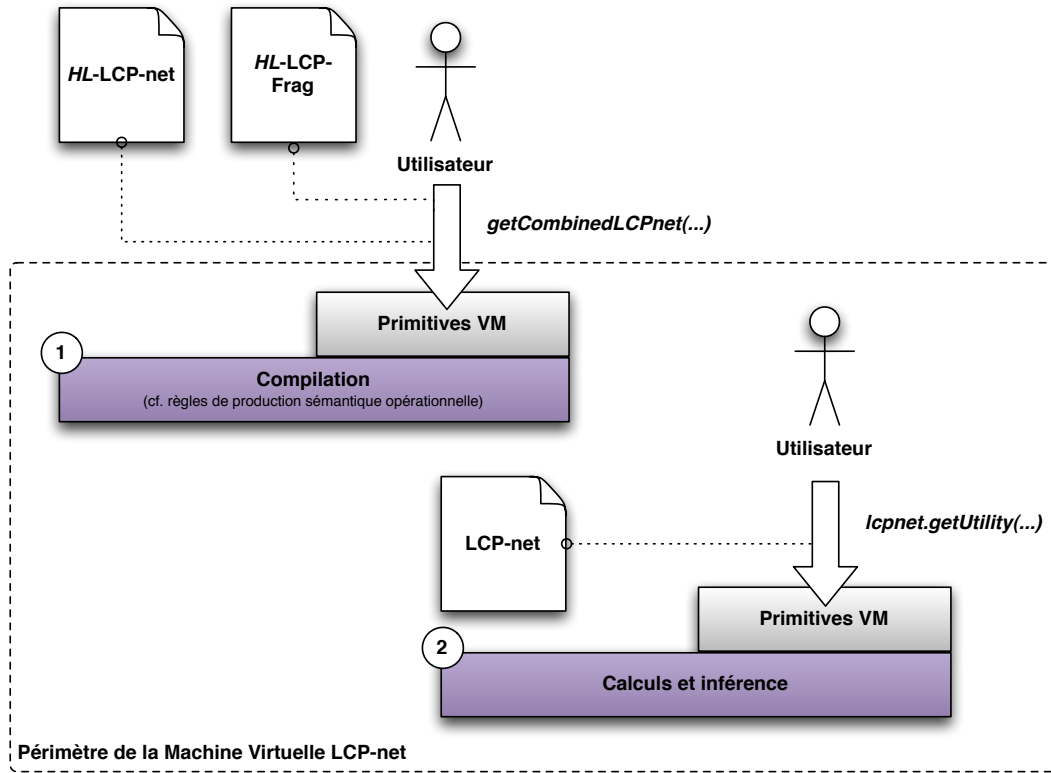 HL-LCP-net
HL-LCP-
Frag
Utilisateur
getCombinedLCPnet(...)
Primitives VM
1
Compilation
(cf. règles de production sémantique opérationnelle)
Utilisateur
LCP-net
lcpnet.getUtility(...)
Primitives VM
2
Calculs et inférence
Périmètre de la Machine Virtuelle LCP-net